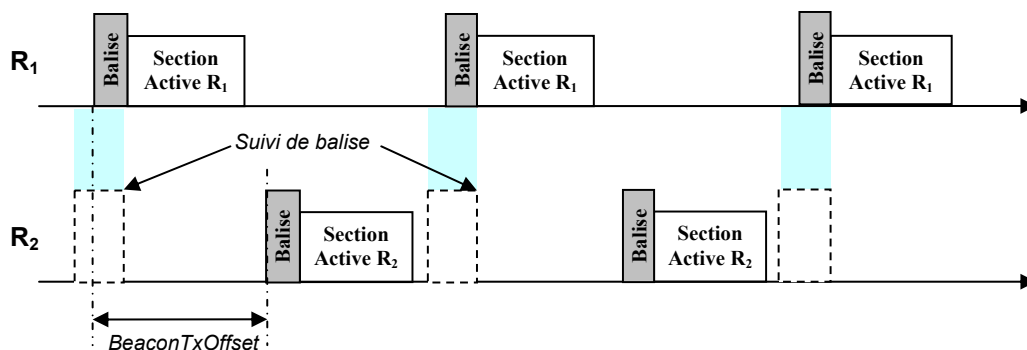 R1
Balise
Section
Active R1
Balise
Section
Active R1
Balise
Section
Active R1
Suivi de balise
R2
Balise
Section
Active R2
Balise
Section
Active R2
BeaconTxOffset